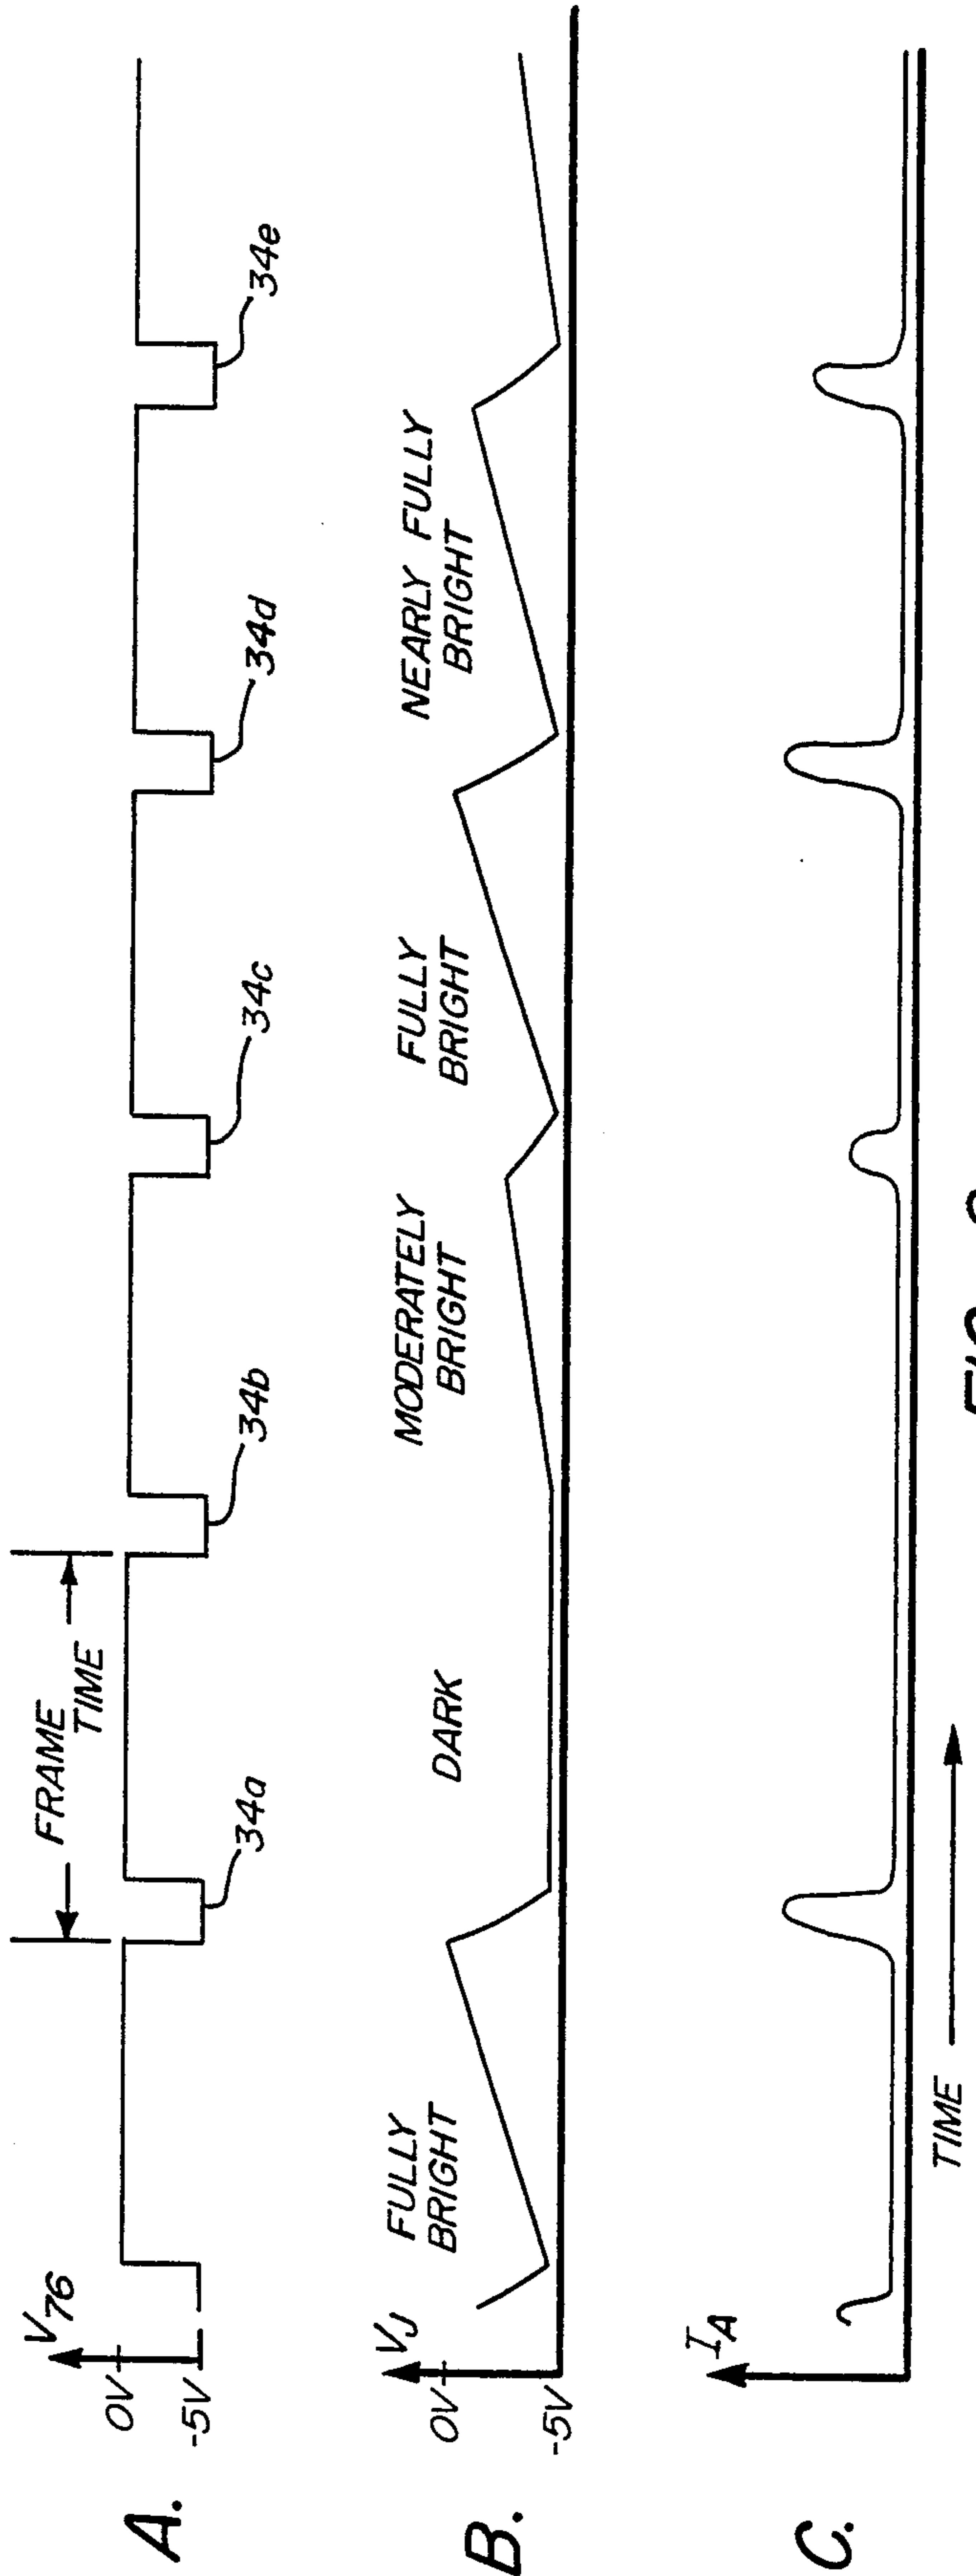 A.
V76
0V
-5V
FRAME
TIME
34a
34b
34c
34d
34e
B.
VJ
0V
-5V
FULLY
BRIGHT
DARK
MODERATELY
BRIGHT
FULLY
BRIGHT
NEARLY FULLY
BRIGHT
C.
IA
TIME